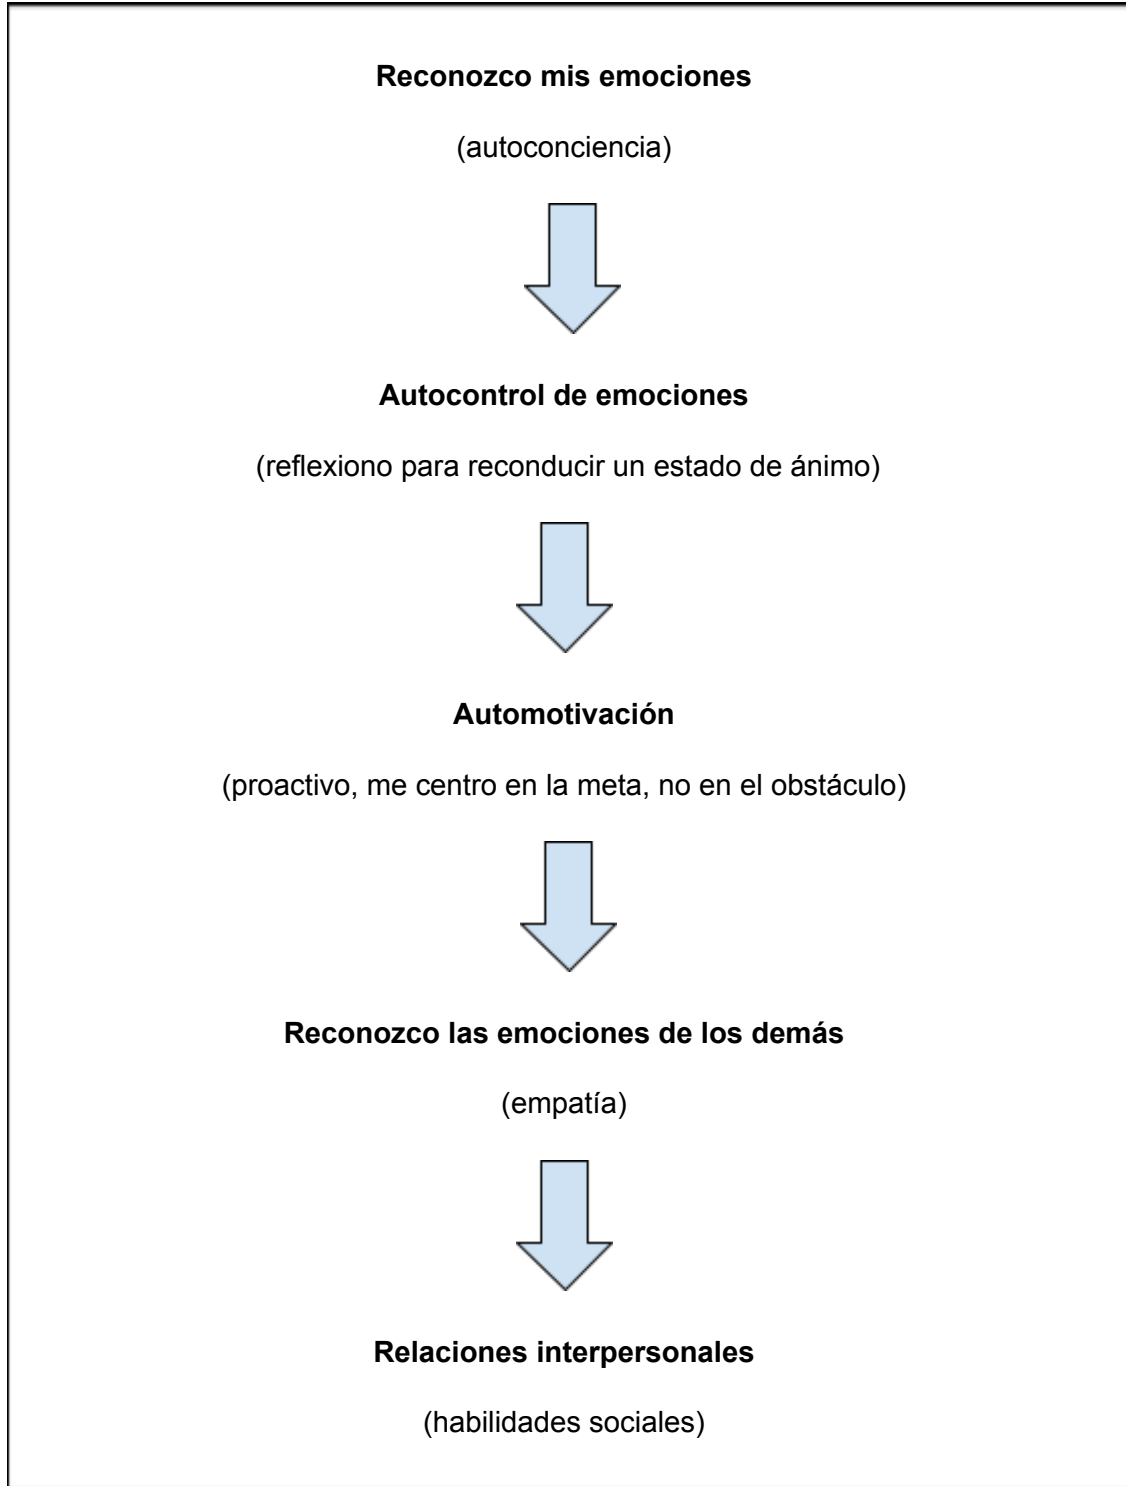 Reconozco mis emociones
(autoconciencia)
Autocontrol de emociones
(reflexiono para reconducir un estado de ánimo)
Automotivación
(proactivo, me centro en la meta, no en el obstáculo)
Reconozco las emociones de los demás
(empatía)
Relaciones interpersonales
(habilidades sociales)